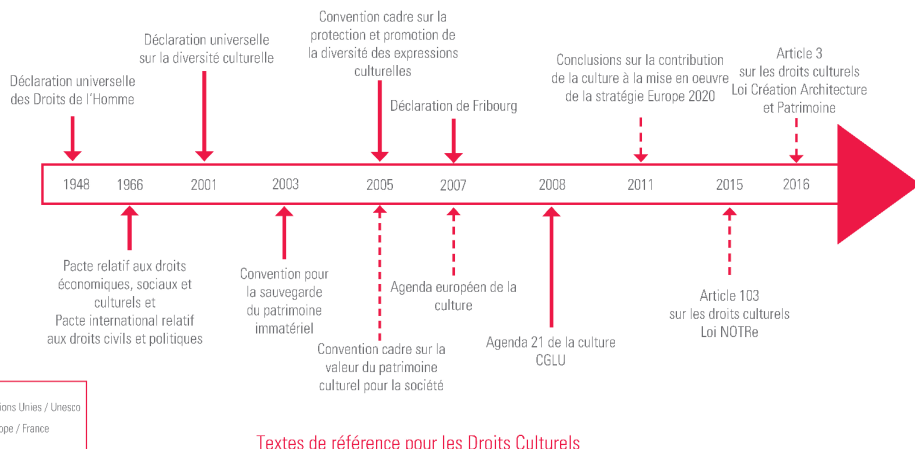 Convention cadre sur la
protection et promotion de
la diversité des expressions
culturelles
Déclaration universelle
sur la diversité culturelle
Déclaration universelle
des Droits de l'Homme
Déclaration de Fribourg
Conclusions sur la contribution
de la culture à la mise en oeuvre
de la stratégie Europe 2020
Article 3
sur les droits culturels
Loi Création Architecture
et Patrimoine
1948 1966 2001 2003 2005 2007 2008 2011 2015 2016
Pacte relatif aux droits
économiques, sociaux et
culturels et
Pacte international relatif
aux droits civils et politiques
Convention pour
la sauvegarde
du patrimoine
immatériel
Convention cadre sur la
valeur du patrimoine
culturel pour la société
Agenda européen de la
culture
Agenda 21 de la culture
CGLU
Article 103
sur les droits culturels
Loi NOTRe
Unies / Unesco
/ France
Textes de référence pour les Droits Culturels